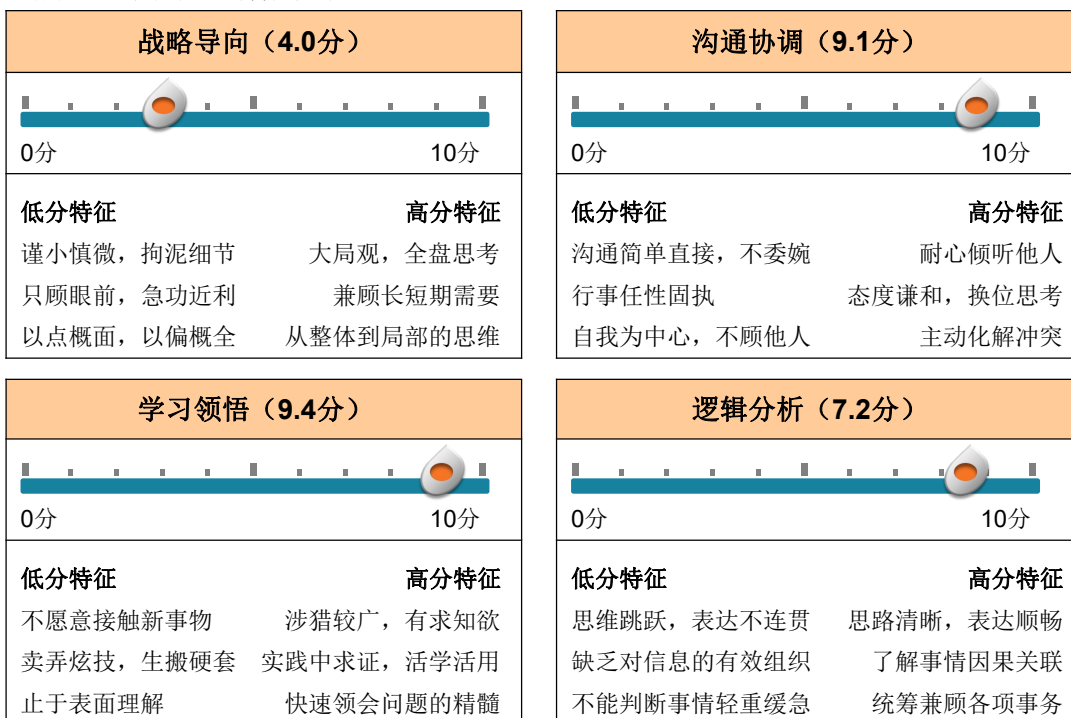 战略导向（4.0分）
0分 10分
低分特征 高分特征
谨小慎微，拘泥细节 大局观，全盘思考
只顾眼前，急功近利 兼顾长短期需要
以点概面，以偏概全 从整体到局部的思维
沟通协调（9.1分）
0分 10分
低分特征 高分特征
沟通简单直接，不委婉 耐心倾听他人
行事任性固执 态度谦和，换位思考
自我为中心，不顾他人 主动化解冲突
学习领悟（9.4分）
0分 10分
低分特征 高分特征
不愿意接触新事物 涉猎较广，有求知欲
卖弄炫技，生搬硬套 实践中求证，活学活用
止于表面理解 快速领会问题的精髓
逻辑分析（7.2分）
0分 10分
低分特征 高分特征
思维跳跃，表达不连贯 思路清晰，表达顺畅
缺乏对信息的有效组织 了解事情因果关联
不能判断事情轻重缓急 统筹兼顾各项事务